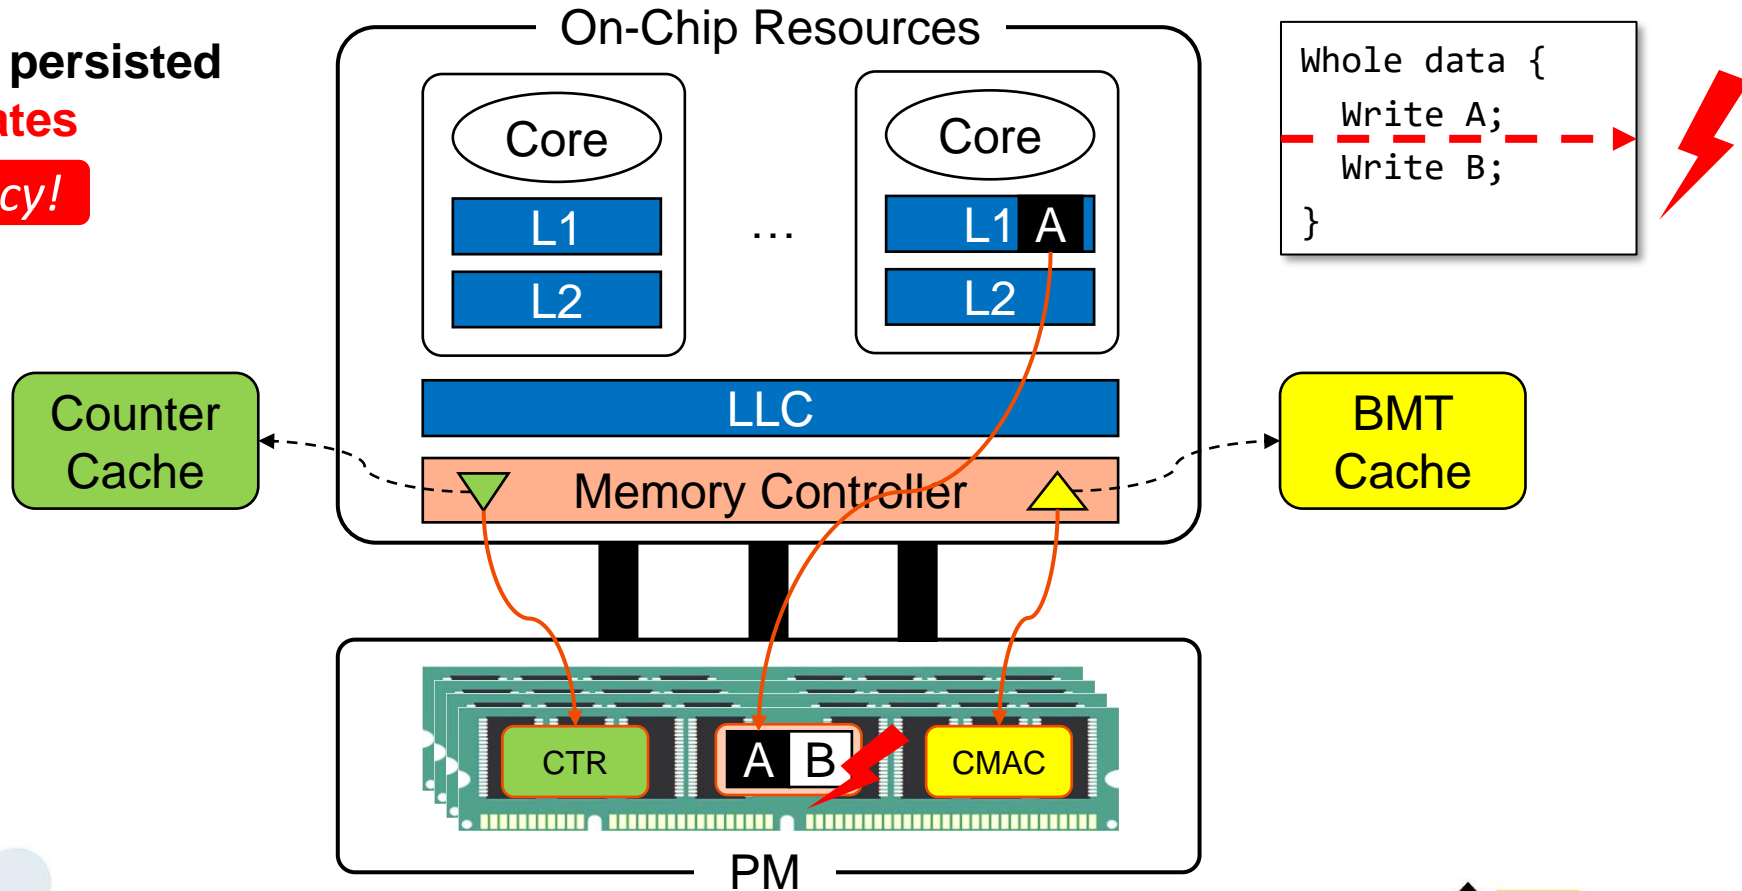 persisted
ates
cy!
On-Chip Resources
Core
L1
L2
...
Core
L1 A
L2
LLC
Memory Controller
Counter
Cache
BMT
Cache
Whole data {
Write A;
Write B;
}
CTR
A B
CMAC
PM